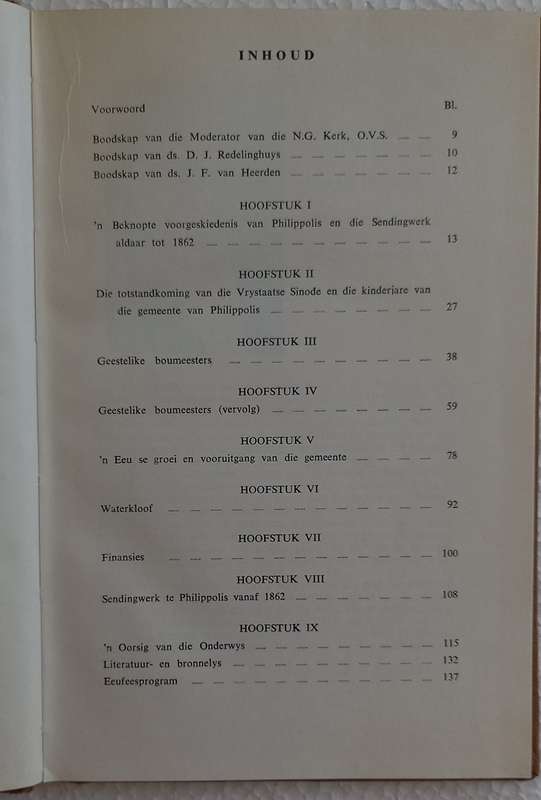 INHOUD
Voorwoord Bl.
Boodskap van die Moderator van die N.G. Kerk, O.V.S. 9
Boodskap van ds. D. J. Redelinghuys 10
Boodskap van ds. J. F. van Heerden 12
HOOFSTUK I
'n Beknopte voorgeskiedenis van Philippolis en die Sendingwerk
aldaar tot 1862 13
HOOFSTUK II
Die totstandkoming van die Vrystaatse Sinode en die kinderjare van
die gemeente van Philippolis 27
HOOFSTUK III
Geestelike boumeesters 38
HOOFSTUK IV
Geestelike boumeesters (vervolg) 59
HOOFSTUK V
'n Eeu se groei en vooruitgang van die gemeente 78
HOOFSTUK VI
Waterkloof 92
HOOFSTUK VII
Finansies 100
HOOFSTUK VIII
Sendingwerk te Philippolis vanaf 1862 108
HOOFSTUK IX
'n Oorsig van die Onderwys 115
Literatuur- en bronnelys 132
Eeufeesprogram 137